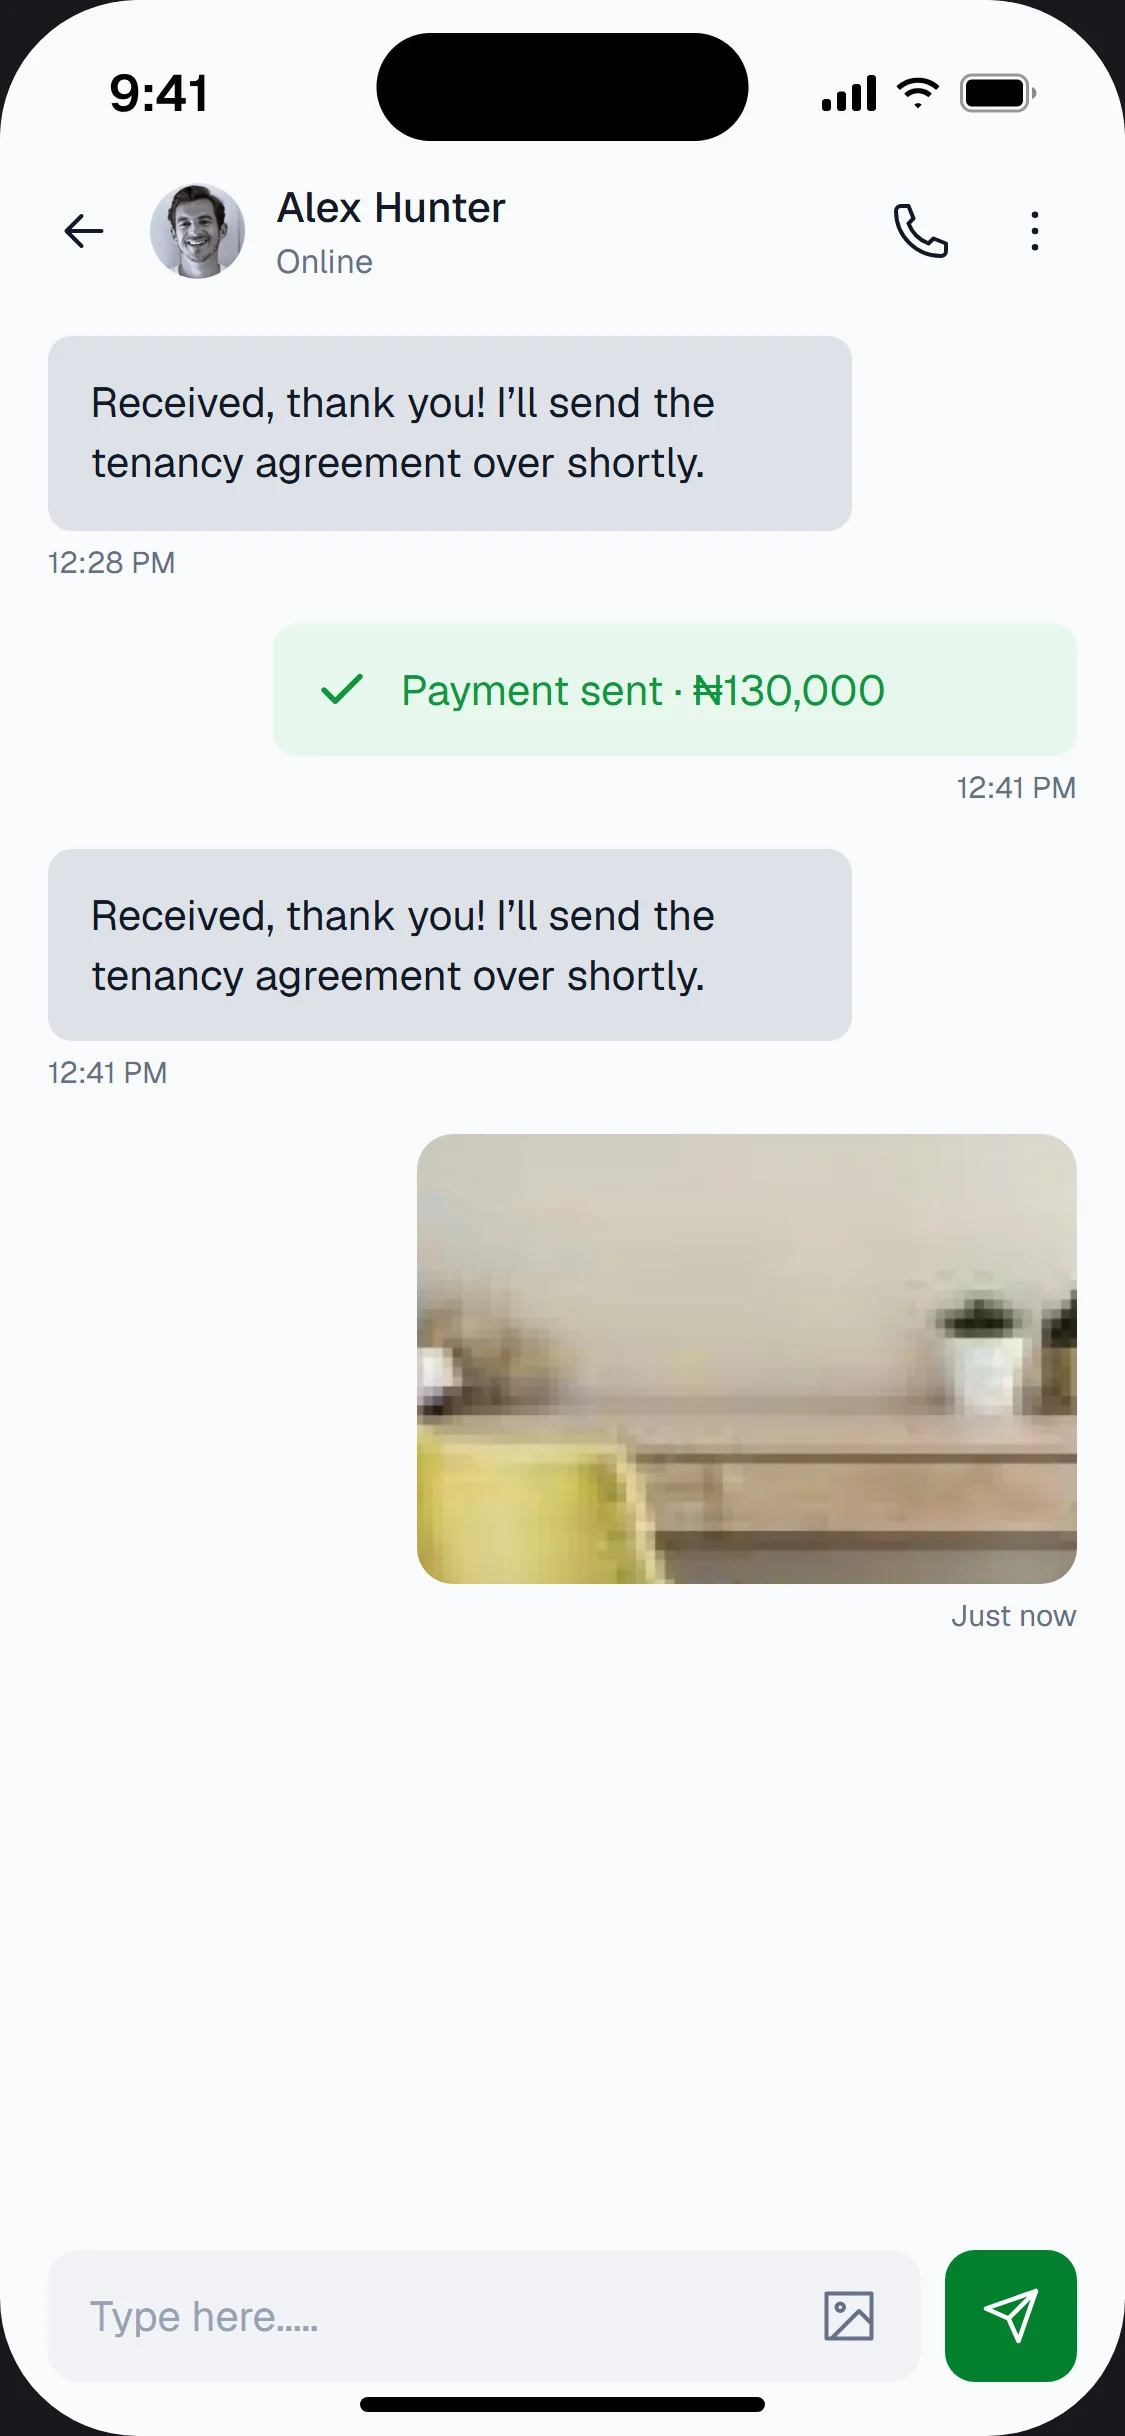 9:41
Alex Hunter
Online
Received, thank you! I’ll send the
tenancy agreement over shortly.
12:28 PM
Payment sent · ₦130,000
12:41 PM
Received, thank you! I’ll send the
tenancy agreement over shortly.
12:41 PM
Just now
Type here.....